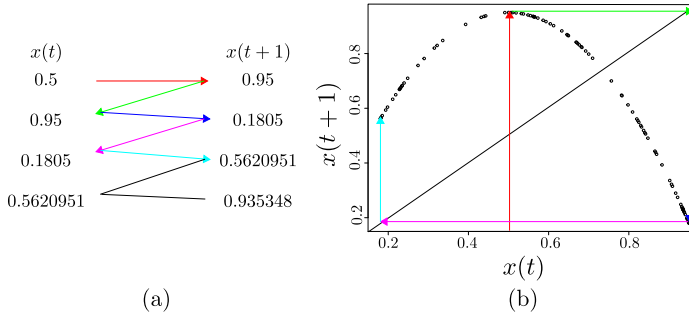 x(t) x(t + 1)
0.5 0.95
0.95 0.1805
0.1805 0.5620951
0.5620951 0.935348
(a)
x(t + 1)
0.8
0.6
0.4
0.2
0.2 0.4 0.6 0.8
x(t)
(b)